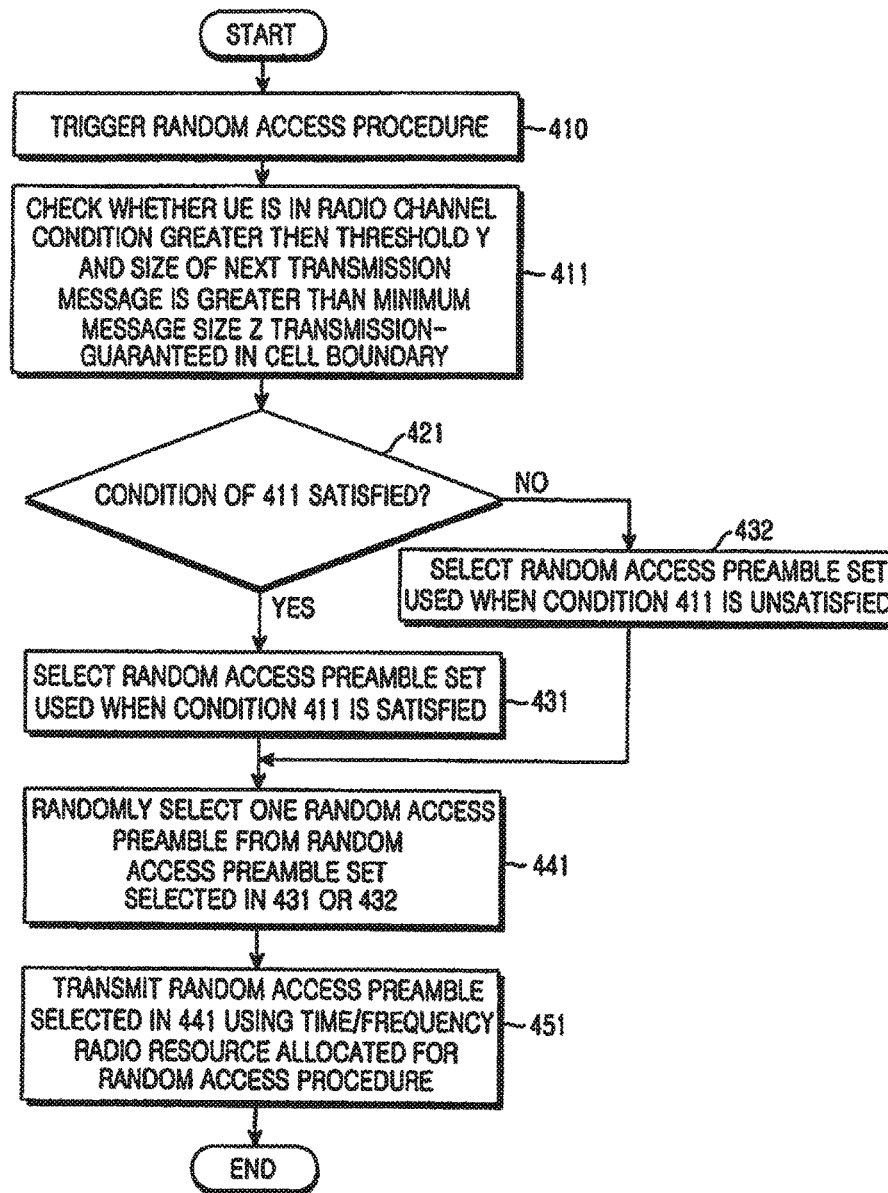 START
TRIGGER RANDOM ACCESS PROCEDURE
410
CHECK WHETHER UE IS IN RADIO CHANNEL
CONDITION GREATER THEN THRESHOLD Y
AND SIZE OF NEXT TRANSMISSION
MESSAGE IS GREATER THAN MINIMUM
MESSAGE SIZE Z TRANSMISSION-
GUARANTEED IN CELL BOUNDARY
411
421
CONDITION OF 411 SATISFIED?
NO
432
SELECT RANDOM ACCESS PREAMBLE SET
USED WHEN CONDITION 411 IS UNSATISFIED
YES
SELECT RANDOM ACCESS PREAMBLE SET
USED WHEN CONDITION 411 IS SATISFIED
431
RANDOMLY SELECT ONE RANDOM ACCESS
PREAMBLE FROM RANDOM
ACCESS PREAMBLE SET
SELECTED IN 431 OR 432
441
TRANSMIT RANDOM ACCESS PREAMBLE
SELECTED IN 441 USING TIME/FREQUENCY
RADIO RESOURCE ALLOCATED FOR
RANDOM ACCESS PROCEDURE
451
END